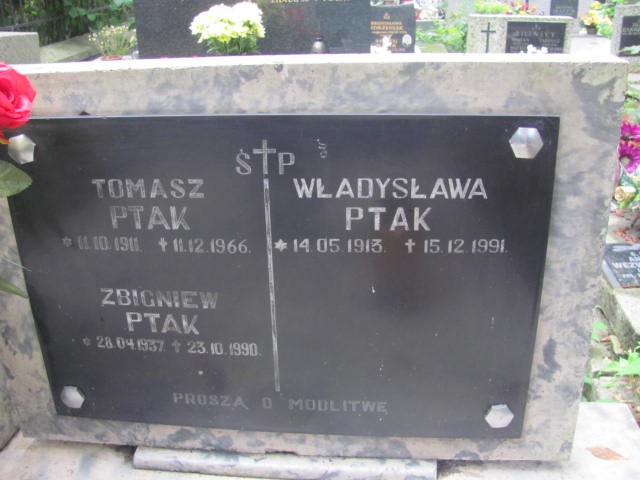 Ś†P
TOMASZ
PTAK
* 11.10.1911. † 11.12.1966.
ZBIGNIEW
PTAK
* 28.04.1937. † 23.10.1990.
WŁADYSŁAWA
PTAK
* 14.05.1913. † 15.12.1991.
PROSZĄ O MODLITWĘ